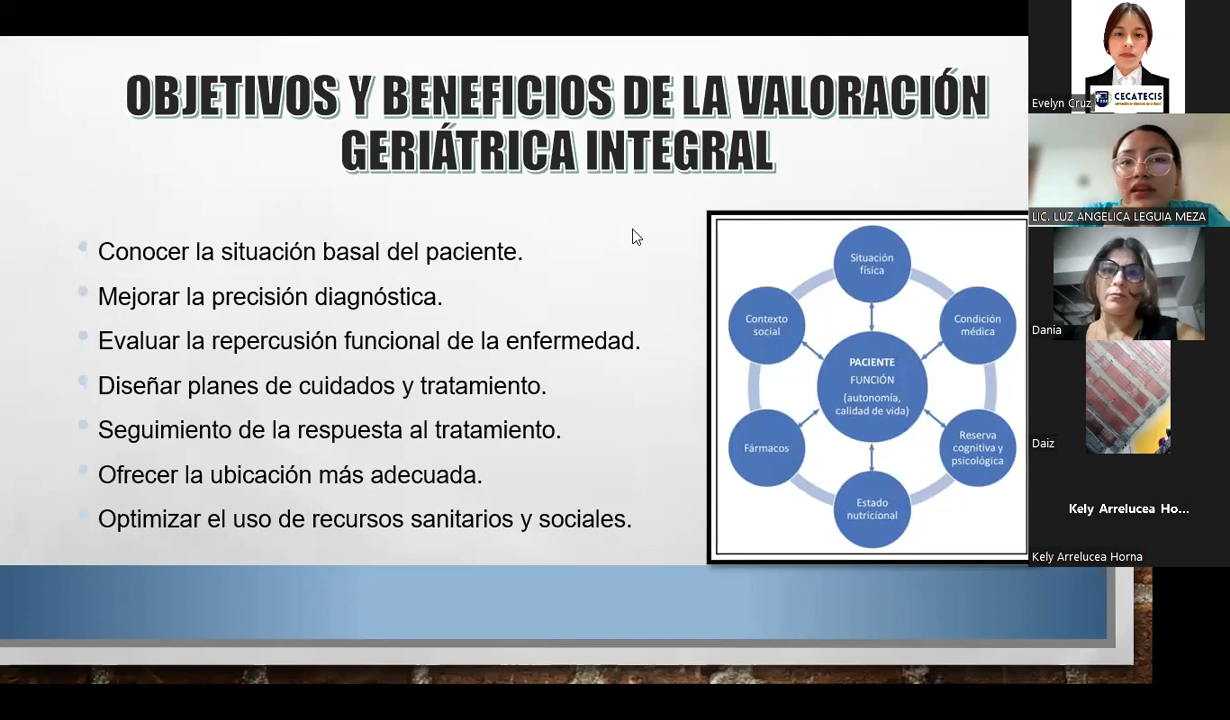 OBJETIVOS Y BENEFICIOS DE LA VALORACIÓN
GERIÁTRICA INTEGRAL
Conocer la situación basal del paciente.
Mejorar la precisión diagnóstica.
Evaluar la repercusión funcional de la enfermedad.
Diseñar planes de cuidados y tratamiento.
Seguimiento de la respuesta al tratamiento.
Ofrecer la ubicación más adecuada.
Optimizar el uso de recursos sanitarios y sociales.
Situación
física
Condición
médica
Reserva
cognitiva y
psicológica
Estado
nutricional
Fármacos
Contexto
social
PACIENTE
FUNCIÓN
(autonomía,
calidad de vida)
CECATECIS
Evelyn Cruz
LIC. LUZ ANGELICA LEGUIA MEZA
Dania
Daiz
Kely Arrelucea Ho...
Kely Arrelucea Horna